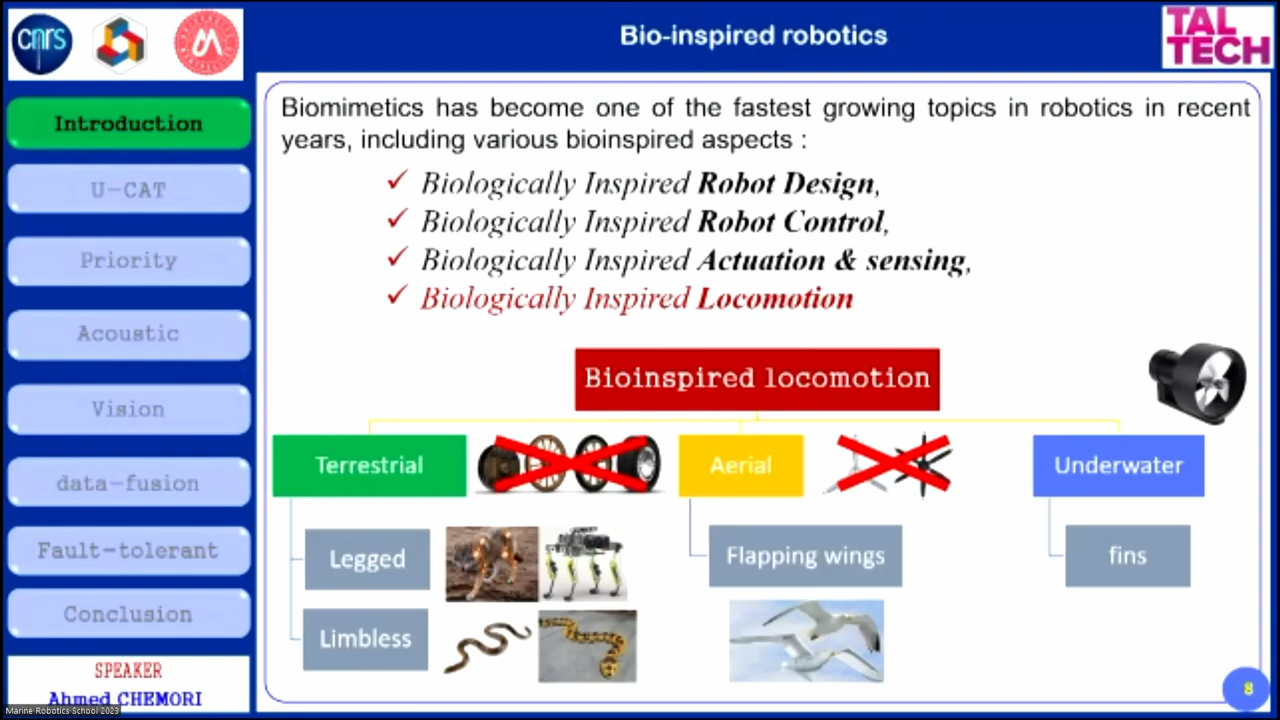 cnrs
Bio-inspired robotics
TAL
TECH
Introduction
U-CAT
Priority
Acoustic
Vision
data-fusion
Fault-tolerant
Conclusion
SPEAKER
Ahmed CHEMORI
Marine Robotics School 2023
Biomimetics has become one of the fastest growing topics in robotics in recent
years, including various bioinspired aspects :
✓ Biologically Inspired Robot Design,
✓ Biologically Inspired Robot Control,
✓ Biologically Inspired Actuation & sensing,
✓ Biologically Inspired Locomotion
Bioinspired locomotion
Terrestrial
Aerial
Underwater
Legged
Flapping wings
fins
Limbless
8